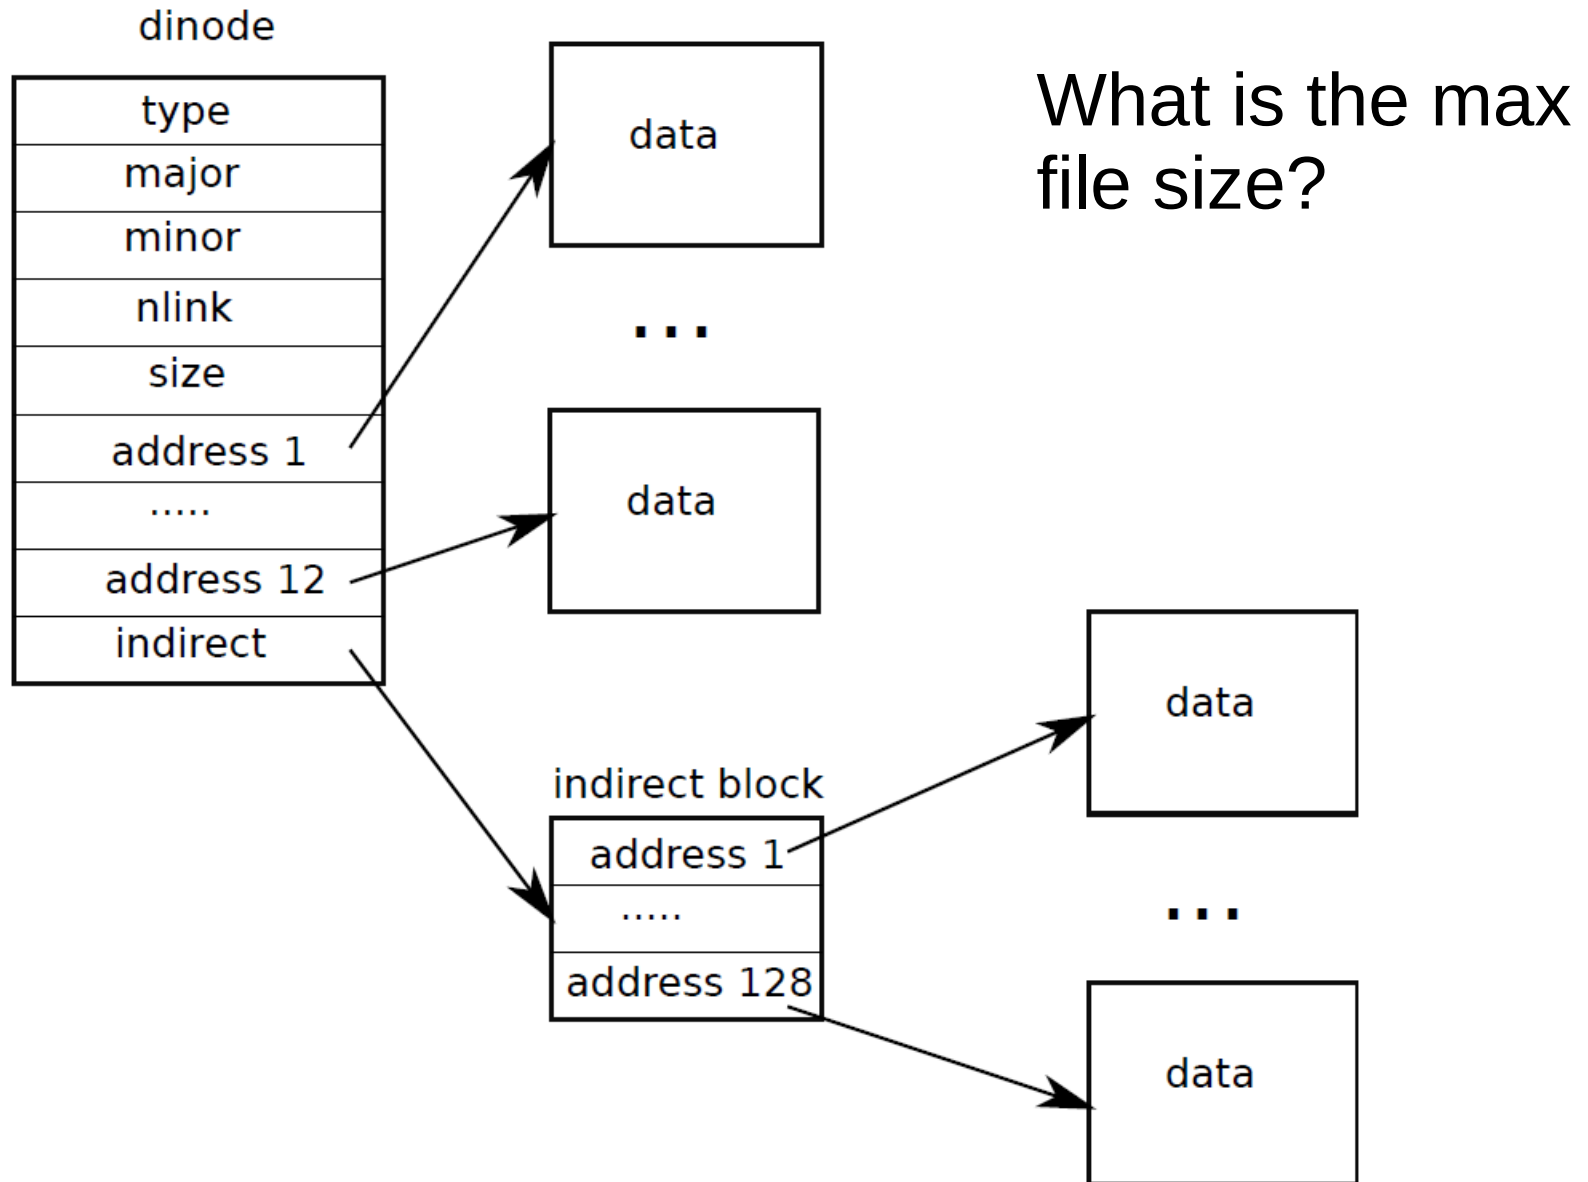 dinode
type
major
minor
nlink
size
address 1
.....
address 12
indirect
data
...
data
What is the max
file size?
indirect block
address 1
.....
address 128
data
...
data